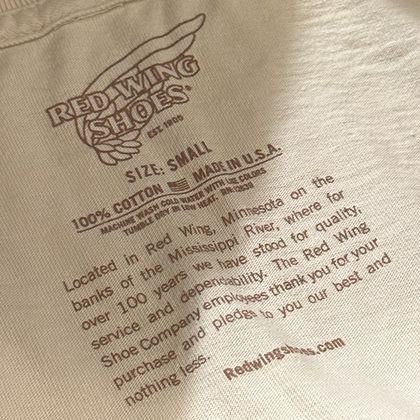 RED WING
SHOES®
EST. 1905
SIZE: SMALL
100% COTTON MADE IN U.S.A.
MACHINE WASH COLD WATER WITH LIKE COLORS
TUMBLE DRY IN LOW HEAT.
Located in Red Wing, Minnesota on the
banks of the Mississippi River, where for
over 100 years we have stood for quality,
service and dependability. The Red Wing
Shoe Company employees thank you for your
purchase and pledge to you our best and
nothing less.
Redwingshoes.com